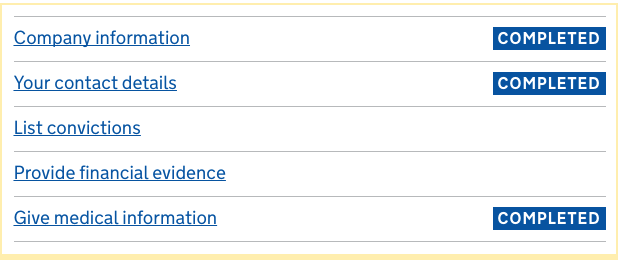 Company information COMPLETED
Your contact details COMPLETED
List convictions
Provide financial evidence
Give medical information COMPLETED